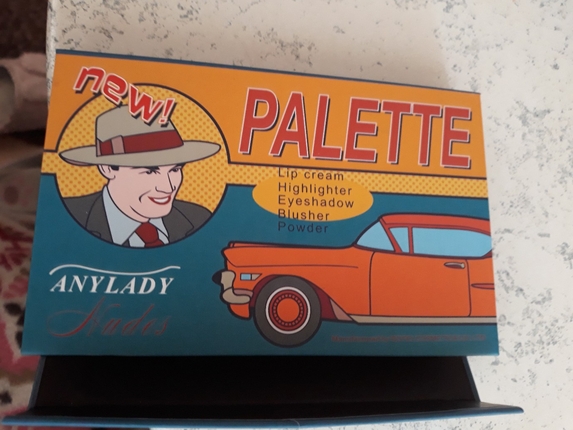 new!
PALETTE
Lip cream
Highlighter
Eyeshadow
Blusher
Powder
ANYLADY
Nudes